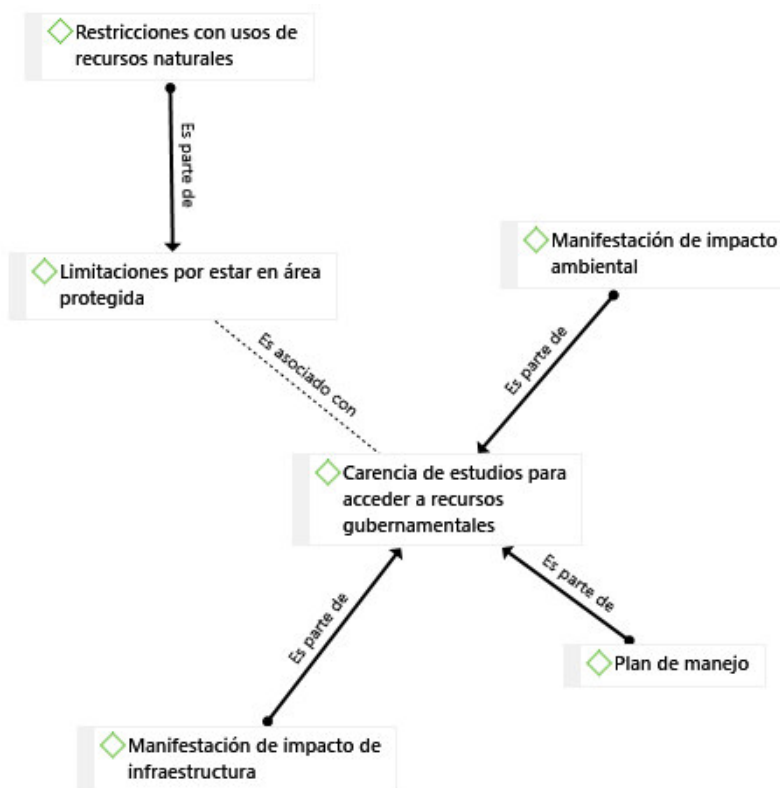 Restricciones con usos de
recursos naturales
Es parte de
Limitaciones por estar en área
protegida
Manifestación de impacto
ambiental
Es asociado con
Es parte de
Carencia de estudios para
acceder a recursos
gubernamentales
Es parte de
Es parte de
Plan de manejo
Manifestación de impacto de
infraestructura